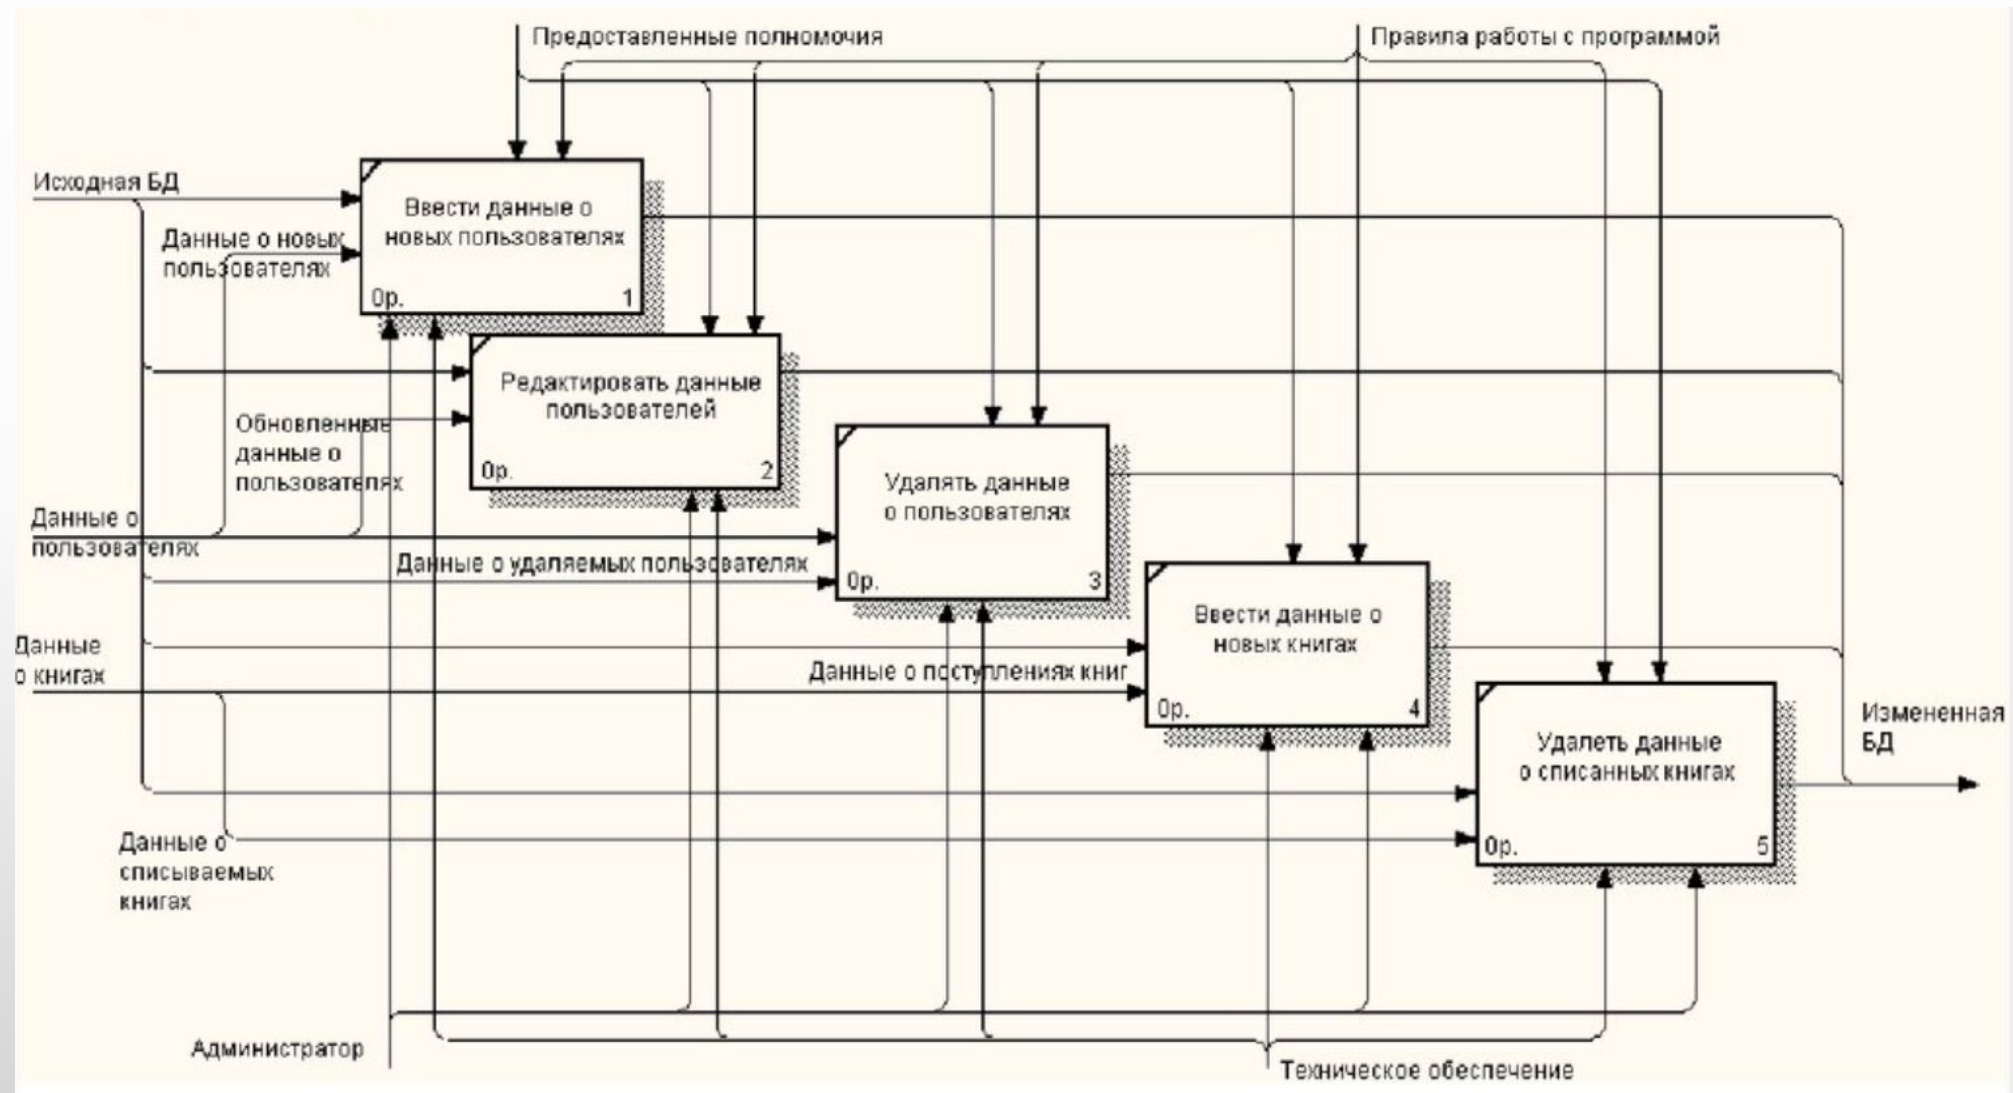 Предоставленные полномочия
Правила работы с программой
Исходная БД
Данные о новых
пользователях
Ввести данные о
новых пользователях
0р.
1
Редактировать данные
пользователей
0р.
2
Обновленные
данные о
пользователях
Удалять данные
о пользователях
0р.
3
Данные о
пользователях
Данные о удаляемых пользователях
Ввести данные о
новых книгах
0р.
4
Данные
о книгах
Данные о поступлениях книг
Удалеть данные
о списанных книгах
0р.
5
Измененная
БД
Данные о
списываемых
книгах
Администратор
Техническое обеспечение